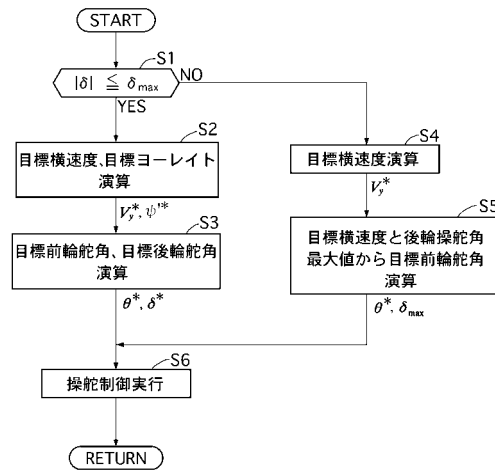 START
S1
|δ| ≦ δmax
NO
YES
S2
目標横速度、目標ヨーレイト
演算
Vy*, ψ'*
S3
目標前輪舵角、目標後輪舵角
演算
θ*, δ*
S4
目標横速度演算
Vy*
S5
目標横速度と後輪操舵角
最大値から目標前輪舵角
演算
θ*, δmax
S6
操舵制御実行
RETURN